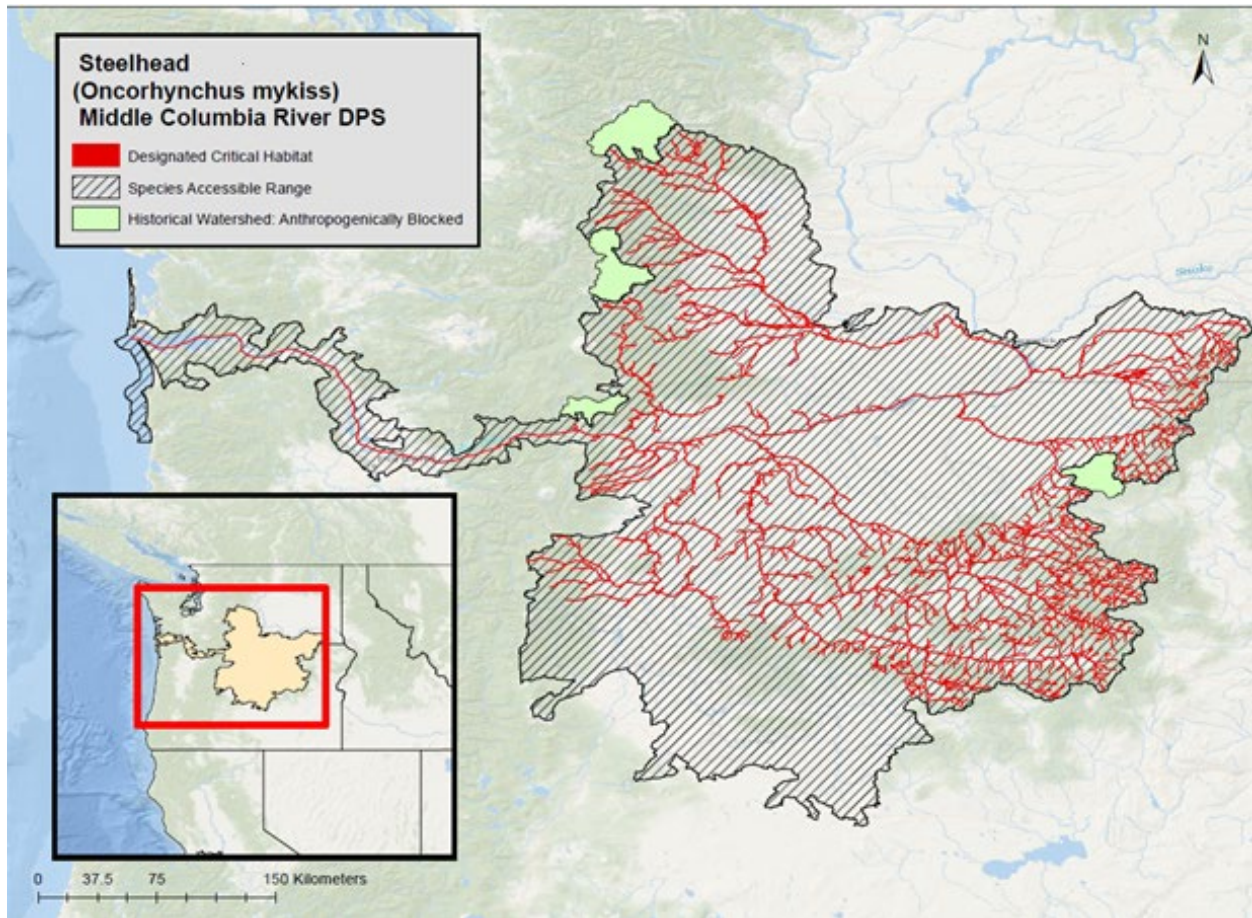 Steelhead
(Oncorhynchus mykiss)
Middle Columbia River DPS
Designated Critical Habitat
Species Accessible Range
Historical Watershed: Anthropogenically Blocked
N
Snake
0 37.5 75 150 Kilometers